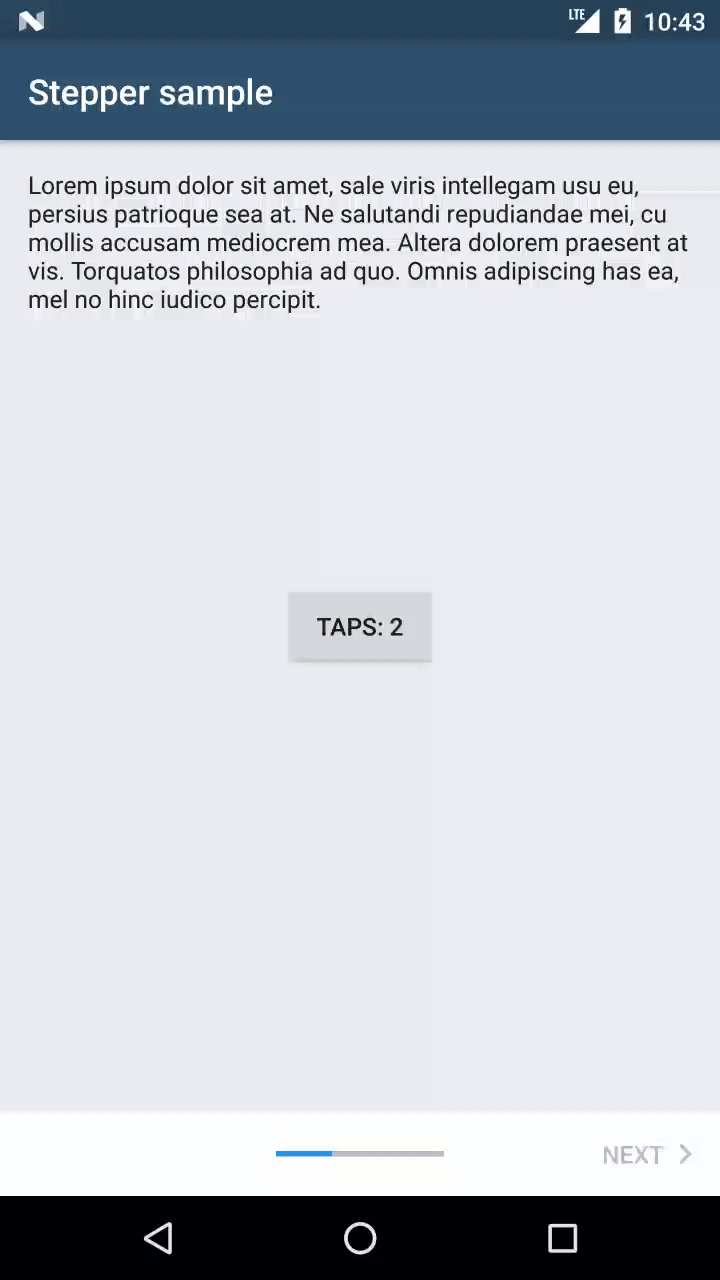 LTE 10:43
Stepper sample
Lorem ipsum dolor sit amet, sale viris intellegam usu eu,
persius patrioque sea at. Ne salutandi repudiandae mei, cu
mollis accusam mediocrem mea. Altera dolorem praesent at
vis. Torquatos philosophia ad quo. Omnis adipiscing has ea,
mel no hinc iudico percipit.
TAPS: 2
NEXT